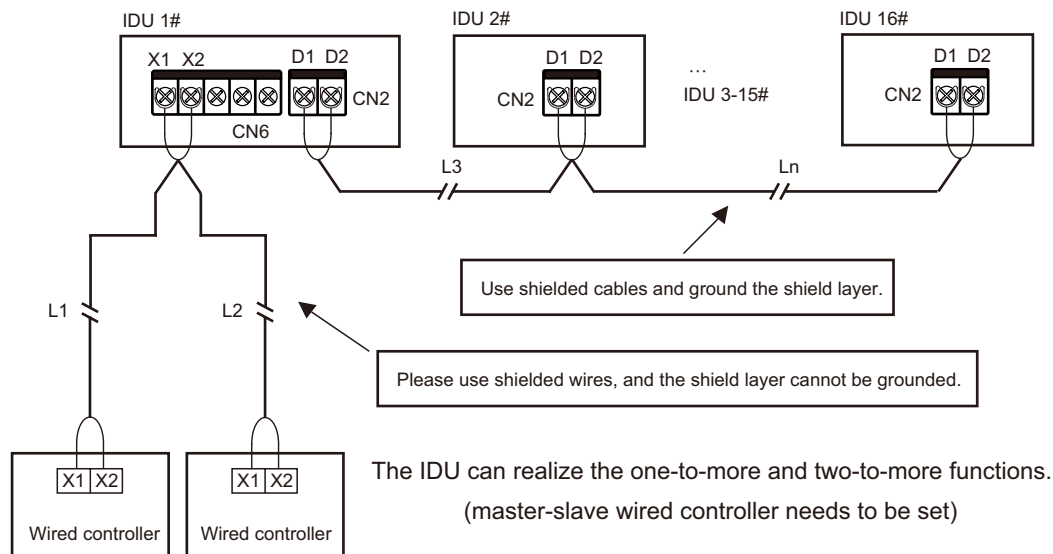 IDU 1#
IDU 2#
IDU 16#
X1 X2
D1 D2
CN2
CN6
D1 D2
CN2
...
IDU 3-15#
D1 D2
CN2
L3
Ln
Use shielded cables and ground the shield layer.
L1
L2
Please use shielded wires, and the shield layer cannot be grounded.
X1 X2
Wired controller
X1 X2
Wired controller
The IDU can realize the one-to-more and two-to-more functions.
(master-slave wired controller needs to be set)